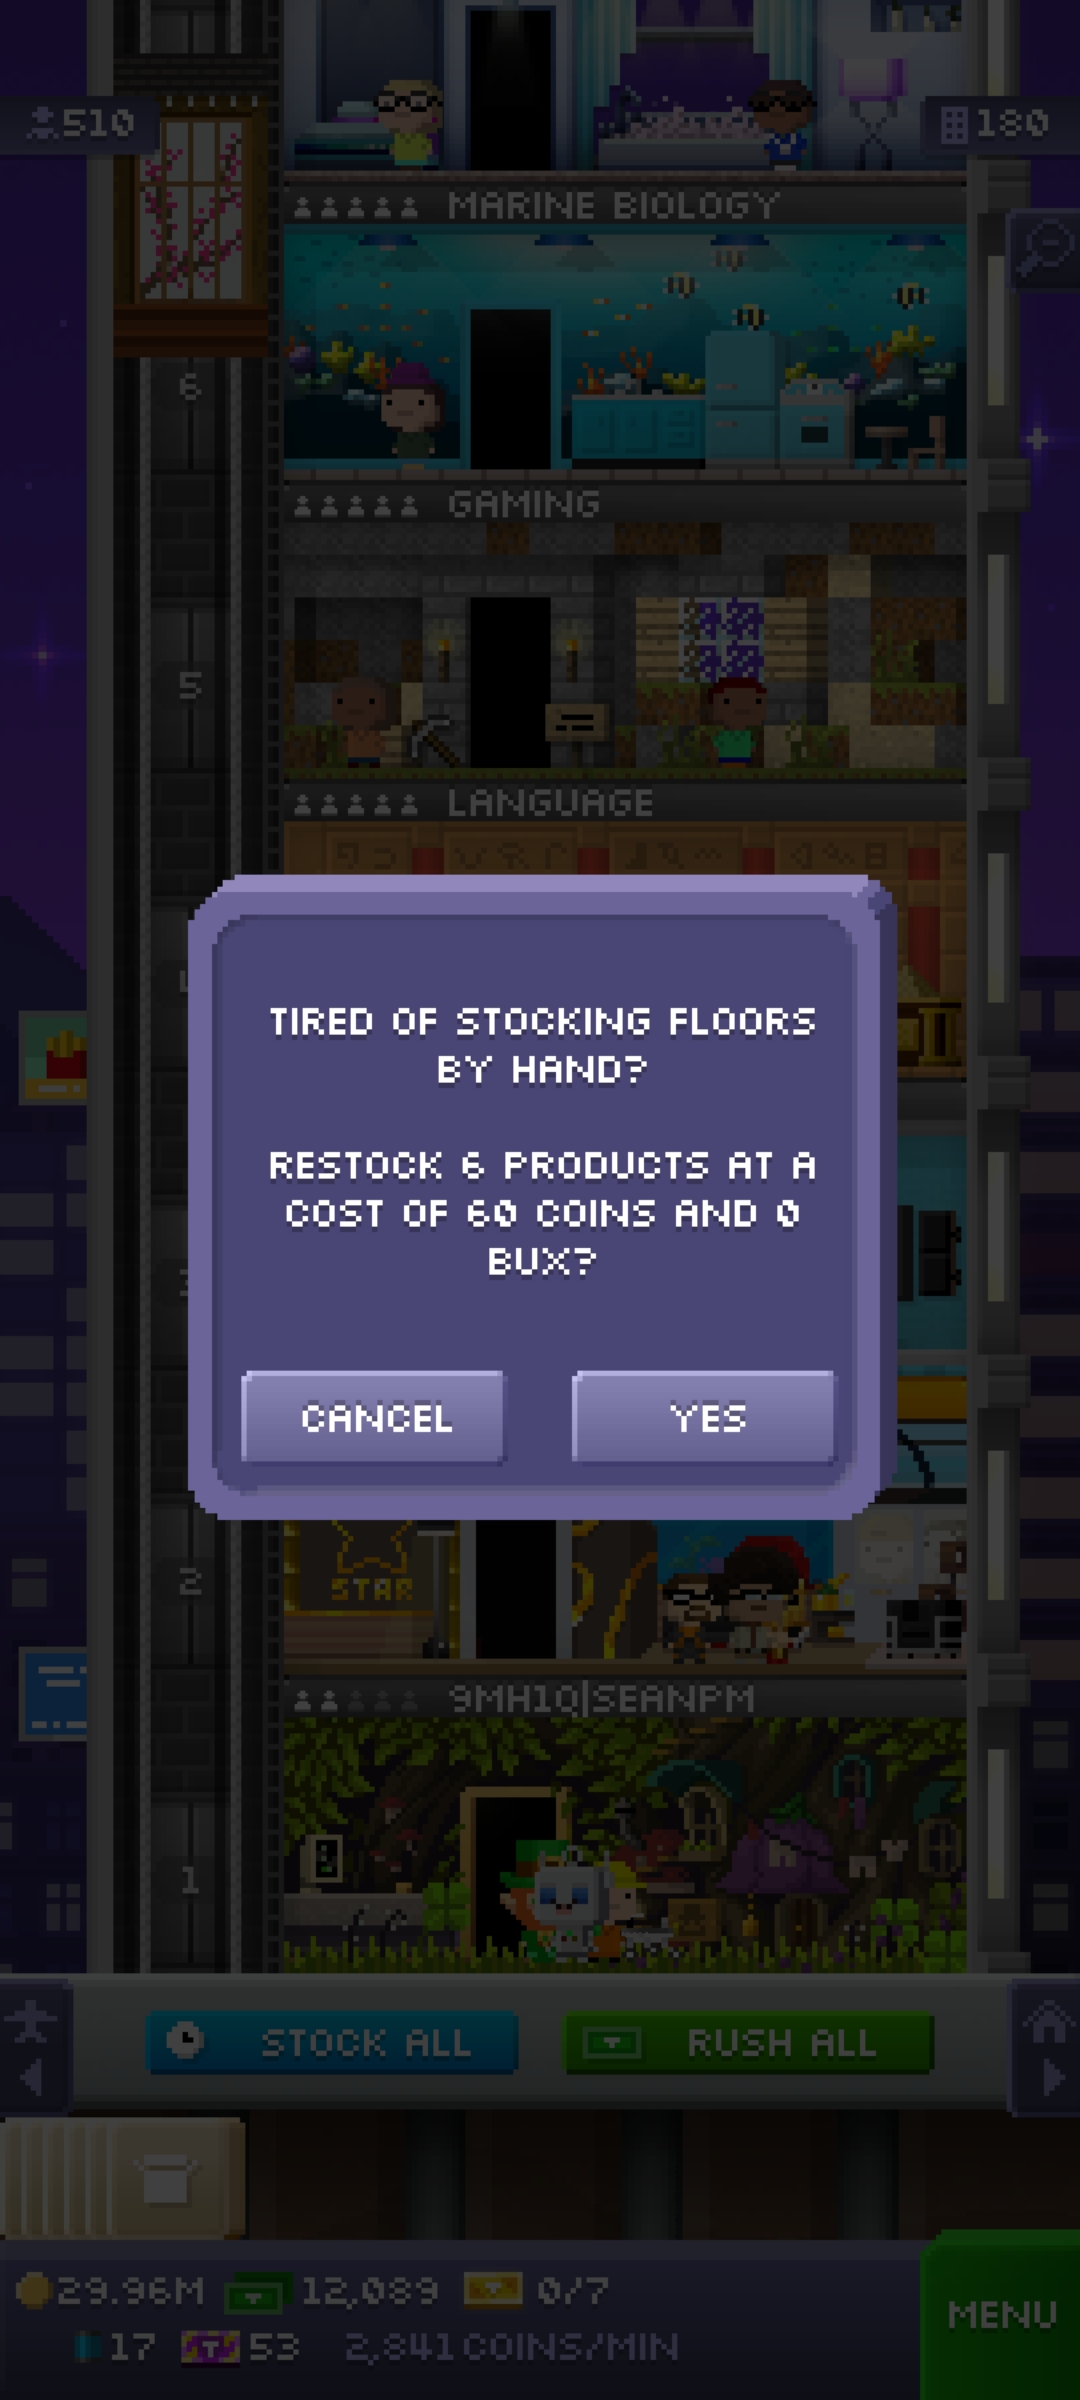 510
180
MARINE BIOLOGY
6
GAMING
5
LANGUAGE
TIRED OF STOCKING FLOORS
BY HAND?
RESTOCK 6 PRODUCTS AT A
COST OF 60 COINS AND 0
BUX?
CANCEL
YES
2
STAR
9MH1Q|SEANPM
1
STOCK ALL
RUSH ALL
29.96M
12,089
0/7
MENU
17
53
2,841 COINS/MIN